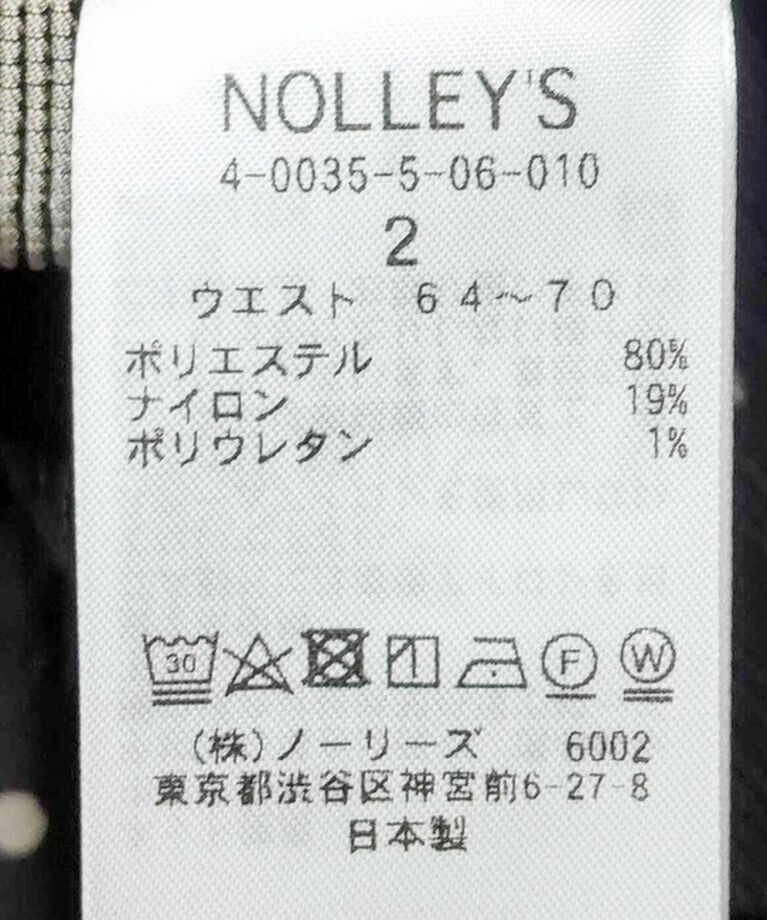 NOLLEY'S
4-0035-5-06-010
2
ウエスト 64〜70
ポリエステル 80%
ナイロン 19%
ポリウレタン 1%
30 F W
(株)ノーリーズ 6002
東京都渋谷区神宮前6-27-8
日本製